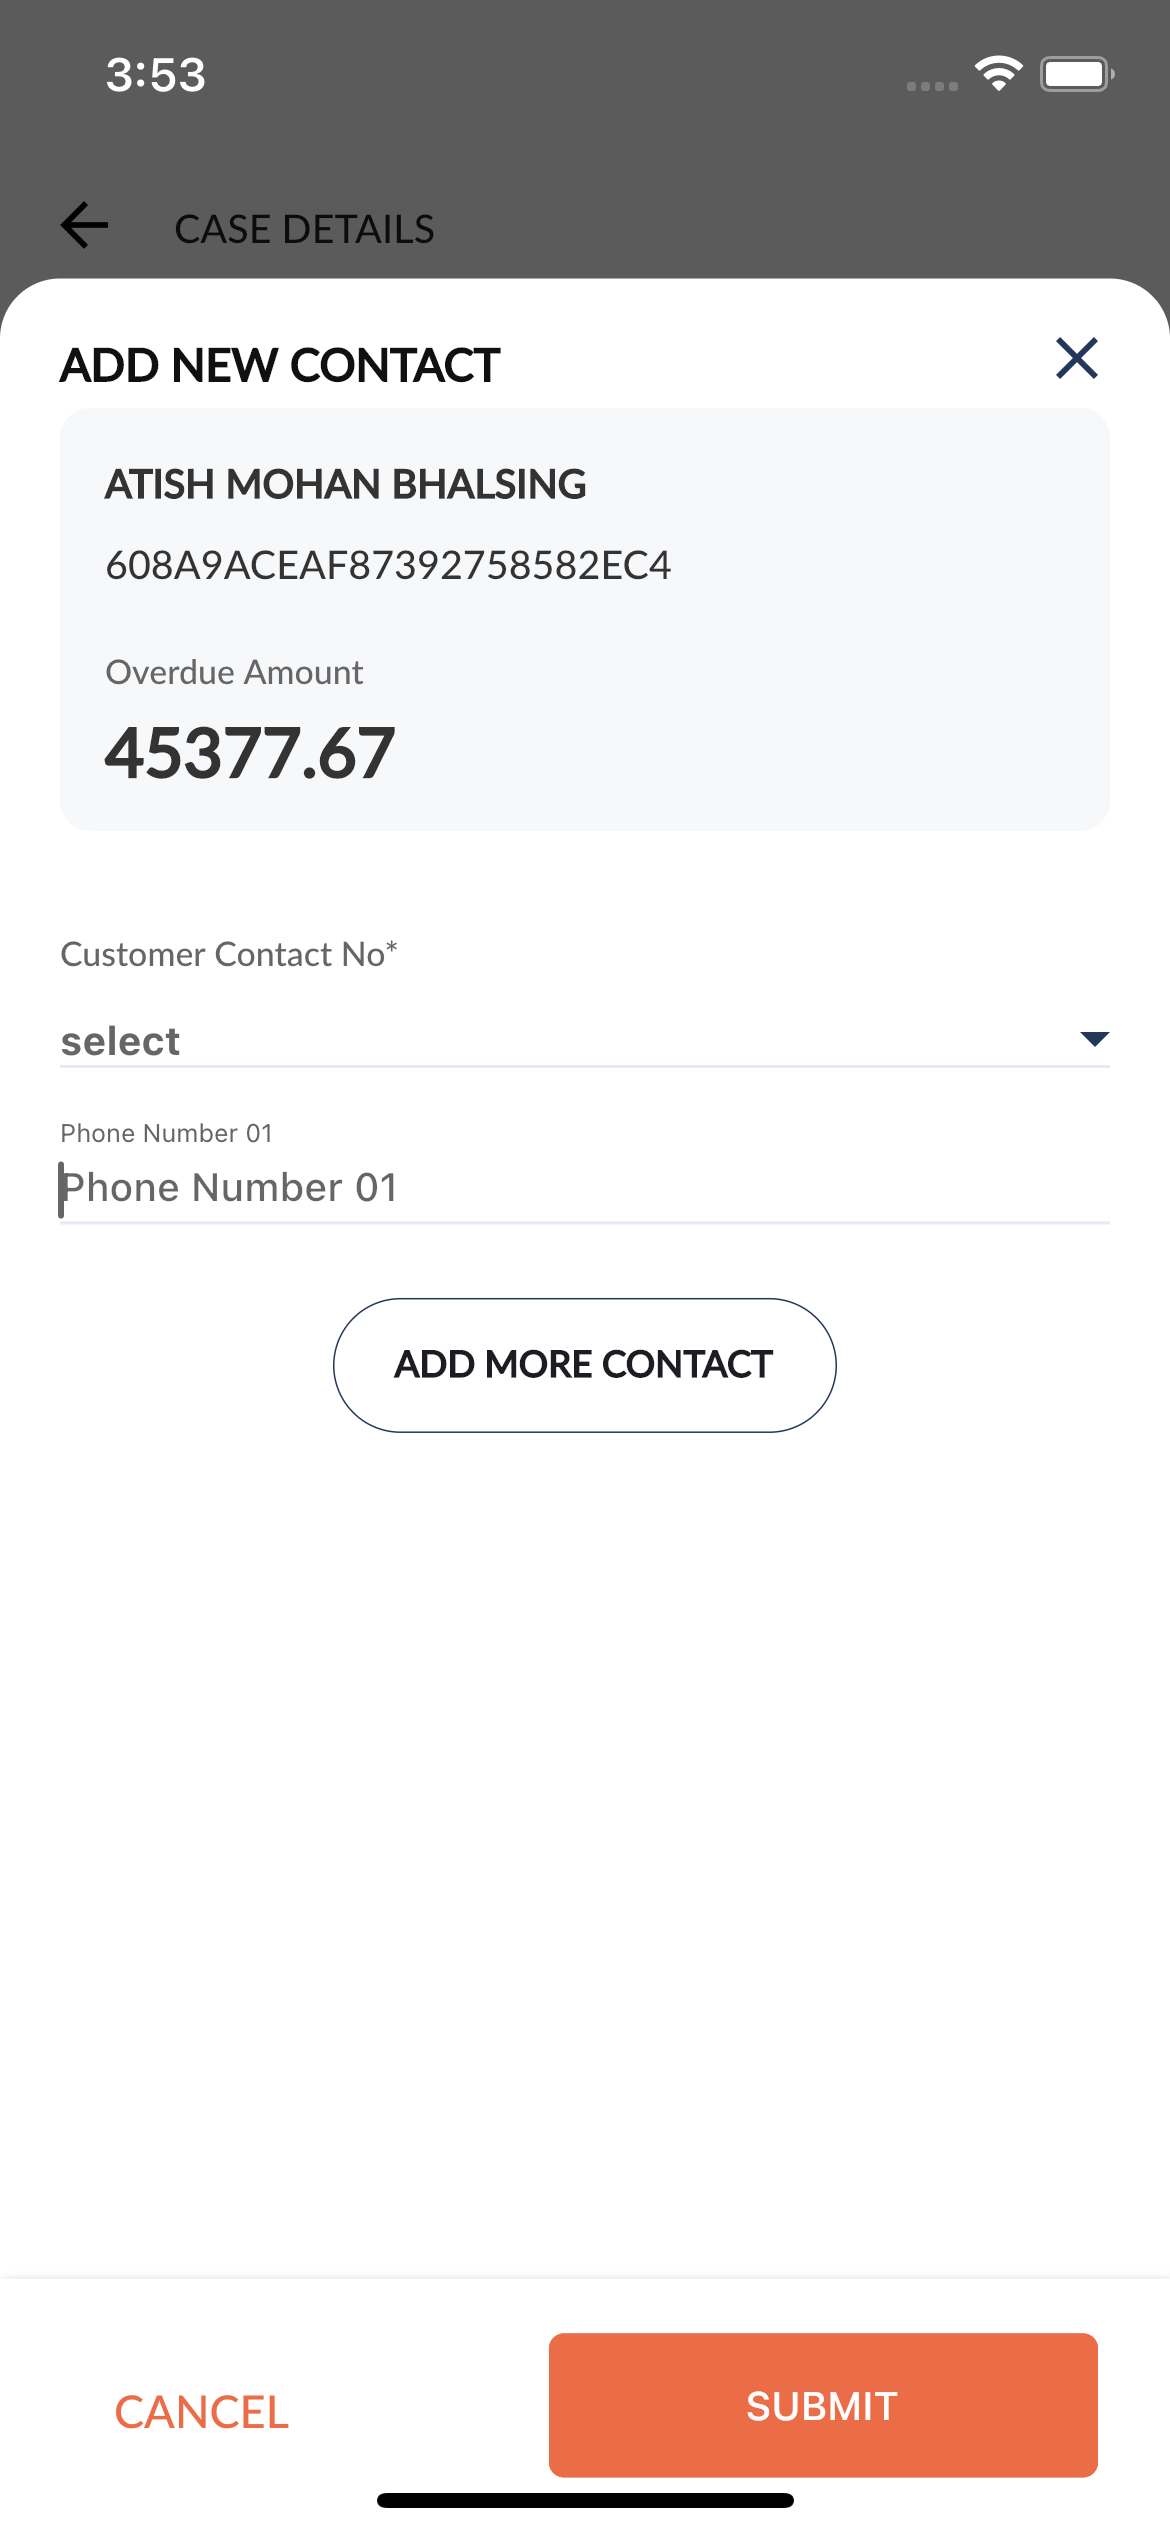 3:53
CASE DETAILS
ADD NEW CONTACT
ATISH MOHAN BHALSING
608A9ACEAF87392758582EC4
Overdue Amount
45377.67
Customer Contact No*
select
Phone Number 01
Phone Number 01
ADD MORE CONTACT
CANCEL
SUBMIT